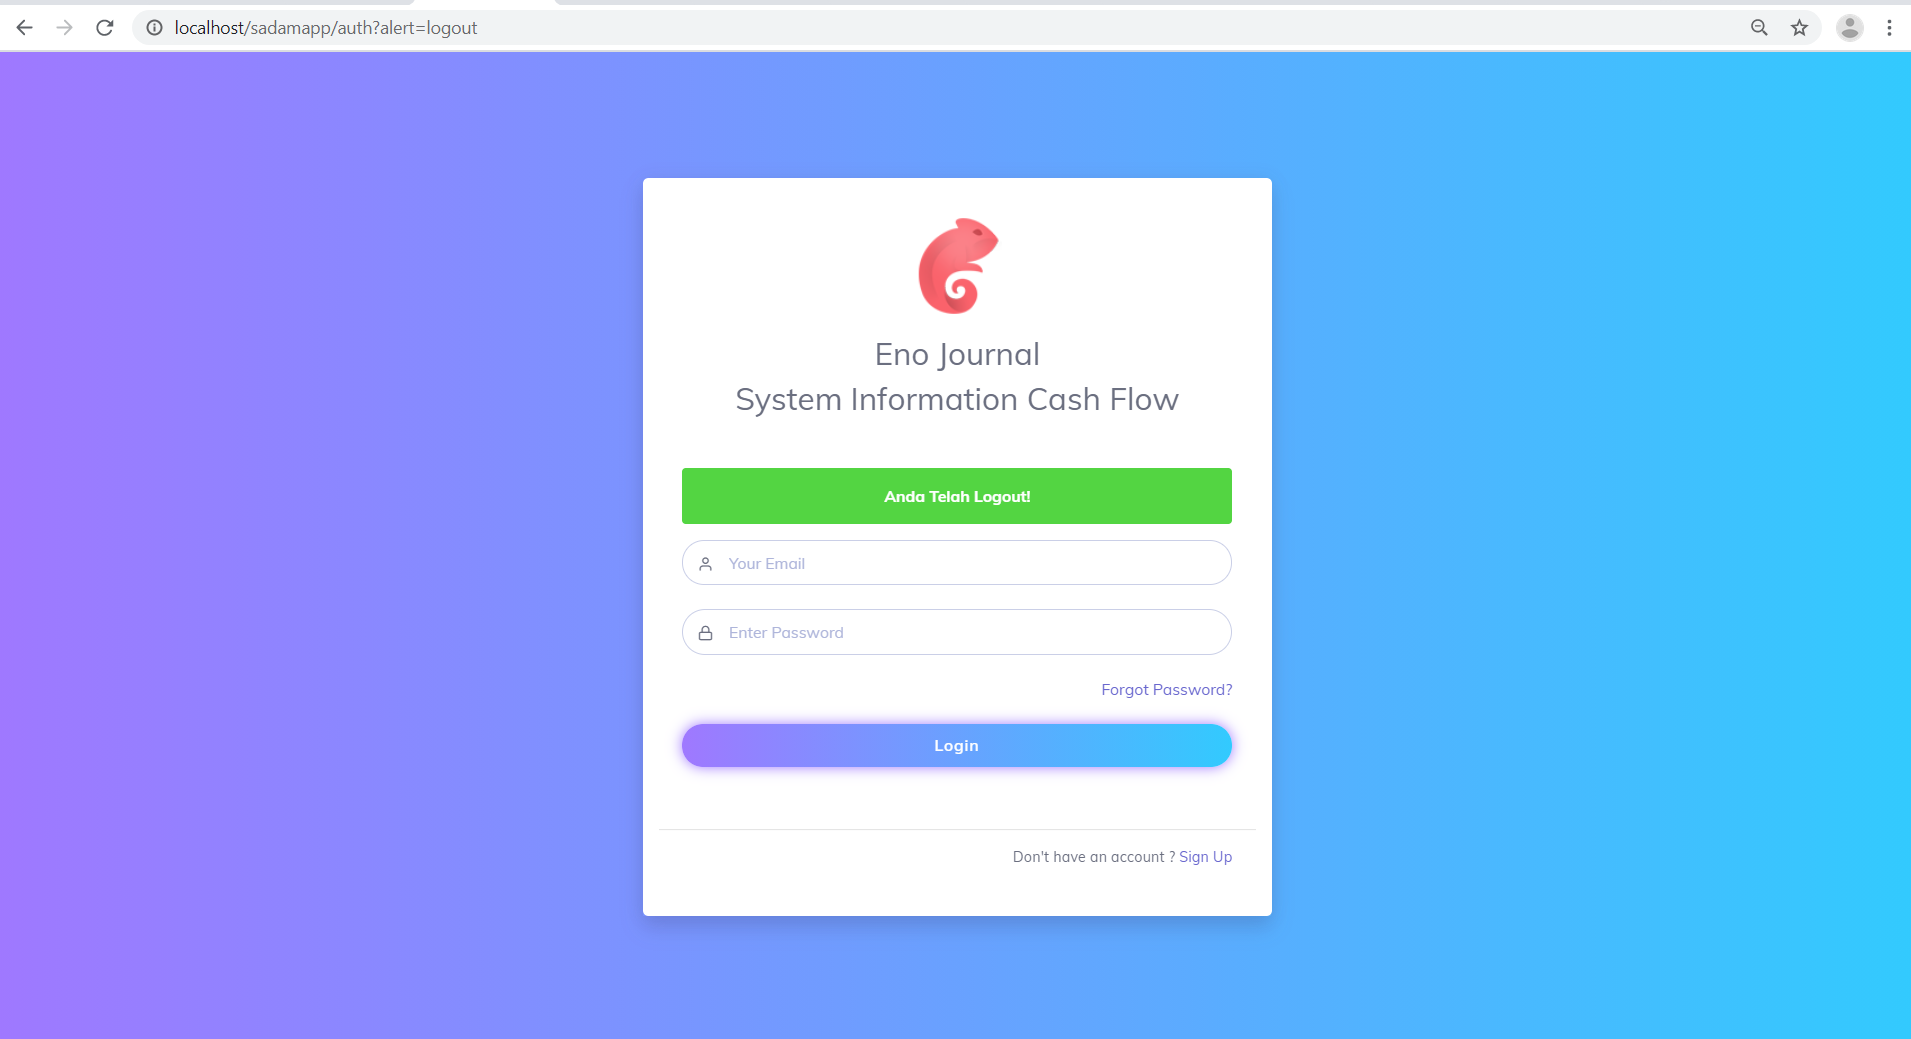 localhost/sadamapp/auth?alert=logout
Eno Journal
System Information Cash Flow
Anda Telah Logout!
Your Email
Enter Password
Forgot Password?
Login
Don't have an account ? Sign Up